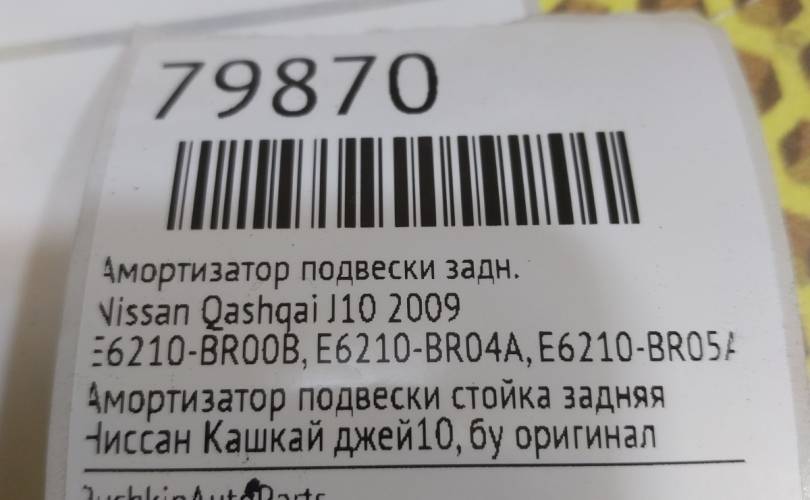 79870
Амортизатор подвески задн.
Nissan Qashqai J10 2009
E6210-BR00B, E6210-BR04A, E6210-BR05A
Амортизатор подвески стойка задняя
Ниссан Кашкай джей10, бу оригинал